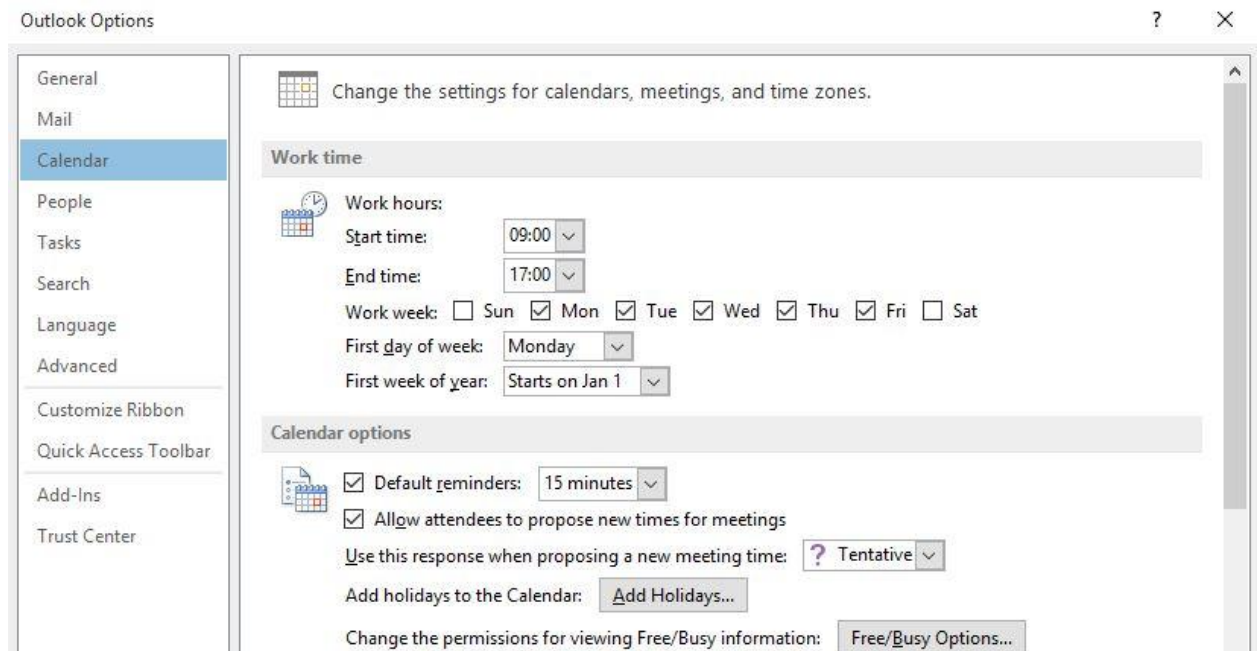 Outlook Options
?
General
Mail
Calendar
People
Tasks
Search
Language
Advanced
Customize Ribbon
Quick Access Toolbar
Add-Ins
Trust Center
Change the settings for calendars, meetings, and time zones.
Work time
Work hours:
Start time: 09:00
End time: 17:00
Work week: Sun Mon Tue Wed Thu Fri Sat
First day of week: Monday
First week of year: Starts on Jan 1
Calendar options
Default reminders: 15 minutes
Allow attendees to propose new times for meetings
Use this response when proposing a new meeting time: ? Tentative
Add holidays to the Calendar: Add Holidays...
Change the permissions for viewing Free/Busy information: Free/Busy Options...